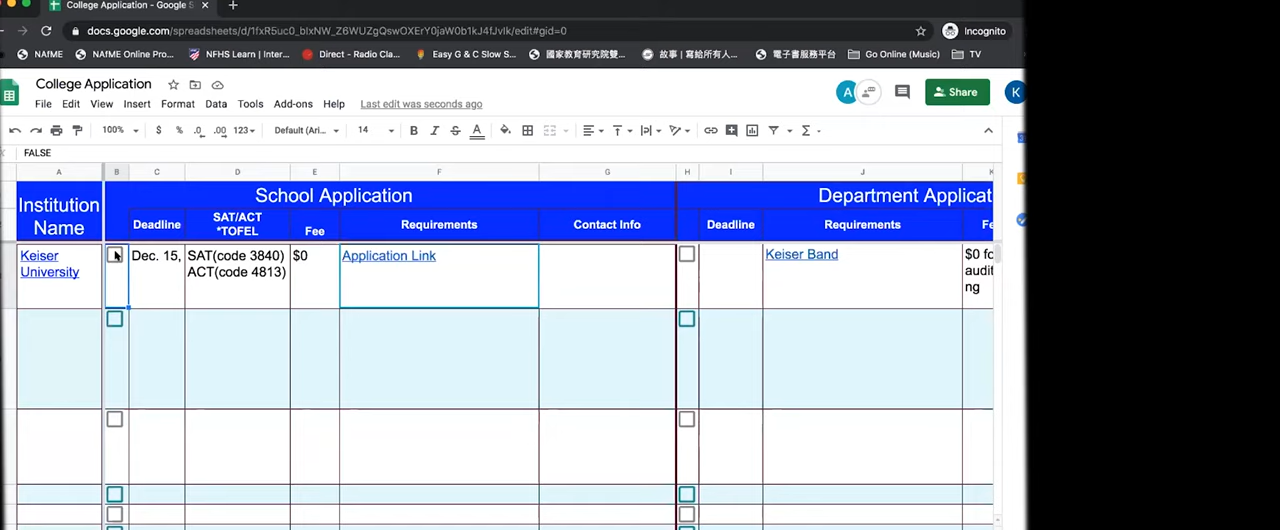 College Application - Google S
docs.google.com/spreadsheets/d/1fxR5uc0_blxNW_Z6WUZgQswOXErY0jaW0b1kJ4fJvIk/edit#gid=0
Incognito
NAfME
NAfME Online Pro...
NFHS Learn | Inter...
Direct - Radio Cla...
Easy G & C Slow S...
國家教育研究院雙...
故事 | 寫給所有人...
電子書服務平台
Go Online (Music)
TV
College Application
File Edit View Insert Format Data Tools Add-ons Help Last edit was seconds ago
A
Share
K
100% $ % .0 .00 123 Default (Ari... 14 B I S A
FALSE
A B C D E F G H I J K
Institution Name
School Application
Department Applicat
Deadline
SAT/ACT
*TOFEL
Fee
Requirements
Contact Info
Deadline
Requirements
Fe
Keiser
University
Dec. 15,
SAT(code 3840)
ACT(code 4813)
$0
Application Link
Keiser Band
$0 fo
auditi
ng